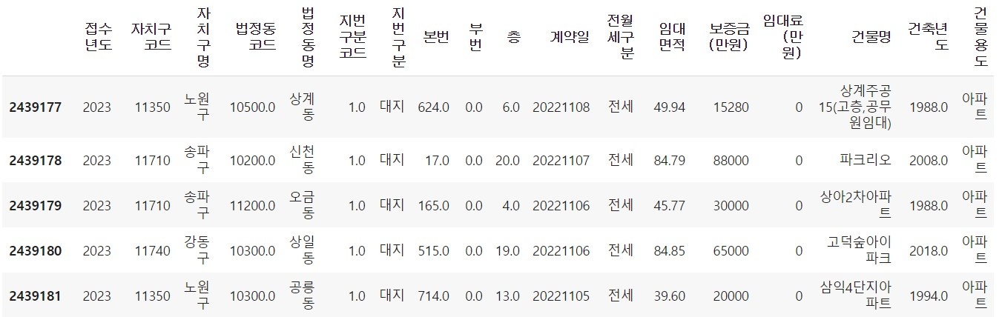 접수년도 자치구코드 자치구명 법정동코드 법정동명 지번구분코드 지번구분 본번 부번 층 계약일 전월세구분 임대면적 보증금(만원) 임대료(만원) 건물명 건축년도 건물용도
2439177 2023 11350 노원구 10500.0 상계동 1.0 대지 624.0 0.0 6.0 20221108 전세 49.94 15280 0 상계주공15(고층,공무원임대) 1988.0 아파트
2439178 2023 11710 송파구 10200.0 신천동 1.0 대지 17.0 0.0 20.0 20221107 전세 84.79 88000 0 파크리오 2008.0 아파트
2439179 2023 11710 송파구 11200.0 오금동 1.0 대지 165.0 0.0 4.0 20221106 전세 45.77 30000 0 상아2차아파트 1988.0 아파트
2439180 2023 11740 강동구 10300.0 상일동 1.0 대지 515.0 0.0 19.0 20221106 전세 84.85 65000 0 고덕숲아이파크 2018.0 아파트
2439181 2023 11350 노원구 10300.0 공릉동 1.0 대지 714.0 0.0 13.0 20221105 전세 39.60 20000 0 삼익4단지아파트 1994.0 아파트